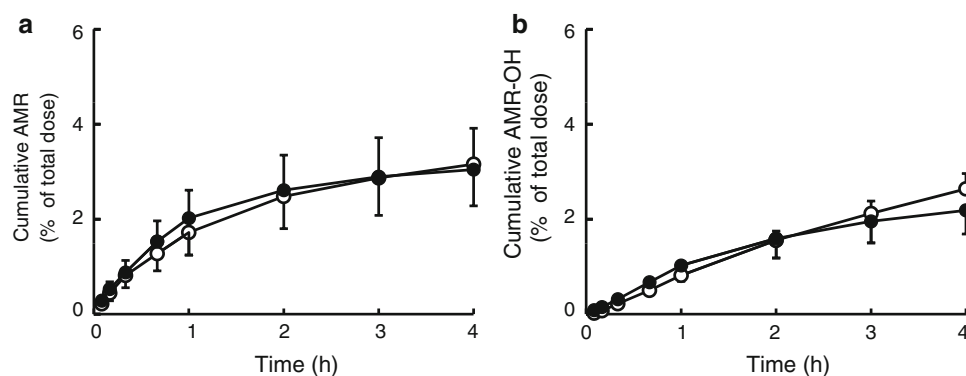 a
6
4
2
0
Cumulative AMR
(% of total dose)
0 1 2 3 4
Time (h)
b
6
4
2
0
Cumulative AMR-OH
(% of total dose)
0 1 2 3 4
Time (h)